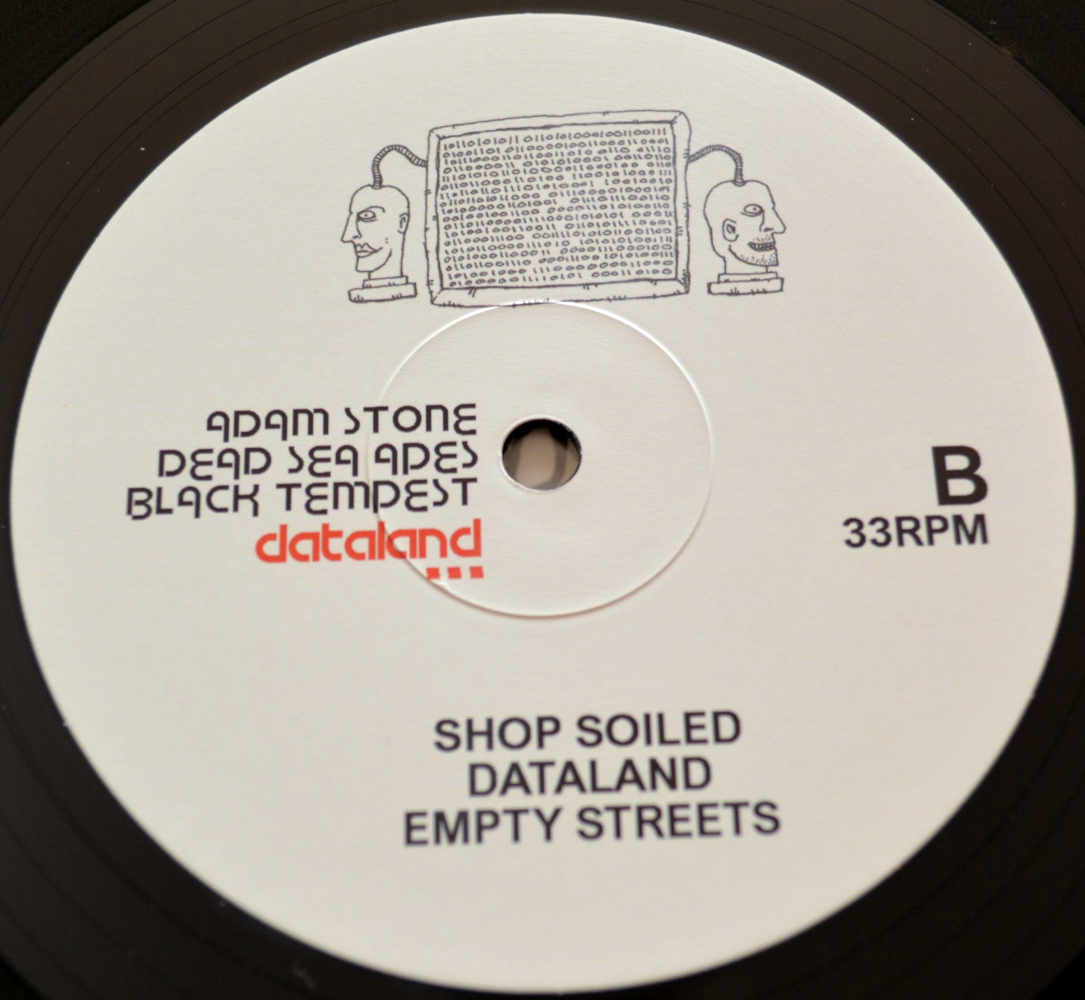 ADAM STONE
DEAD SEA APES
BLACK TEMPEST
dataland
B
33RPM
SHOP SOILED
DATALAND
EMPTY STREETS